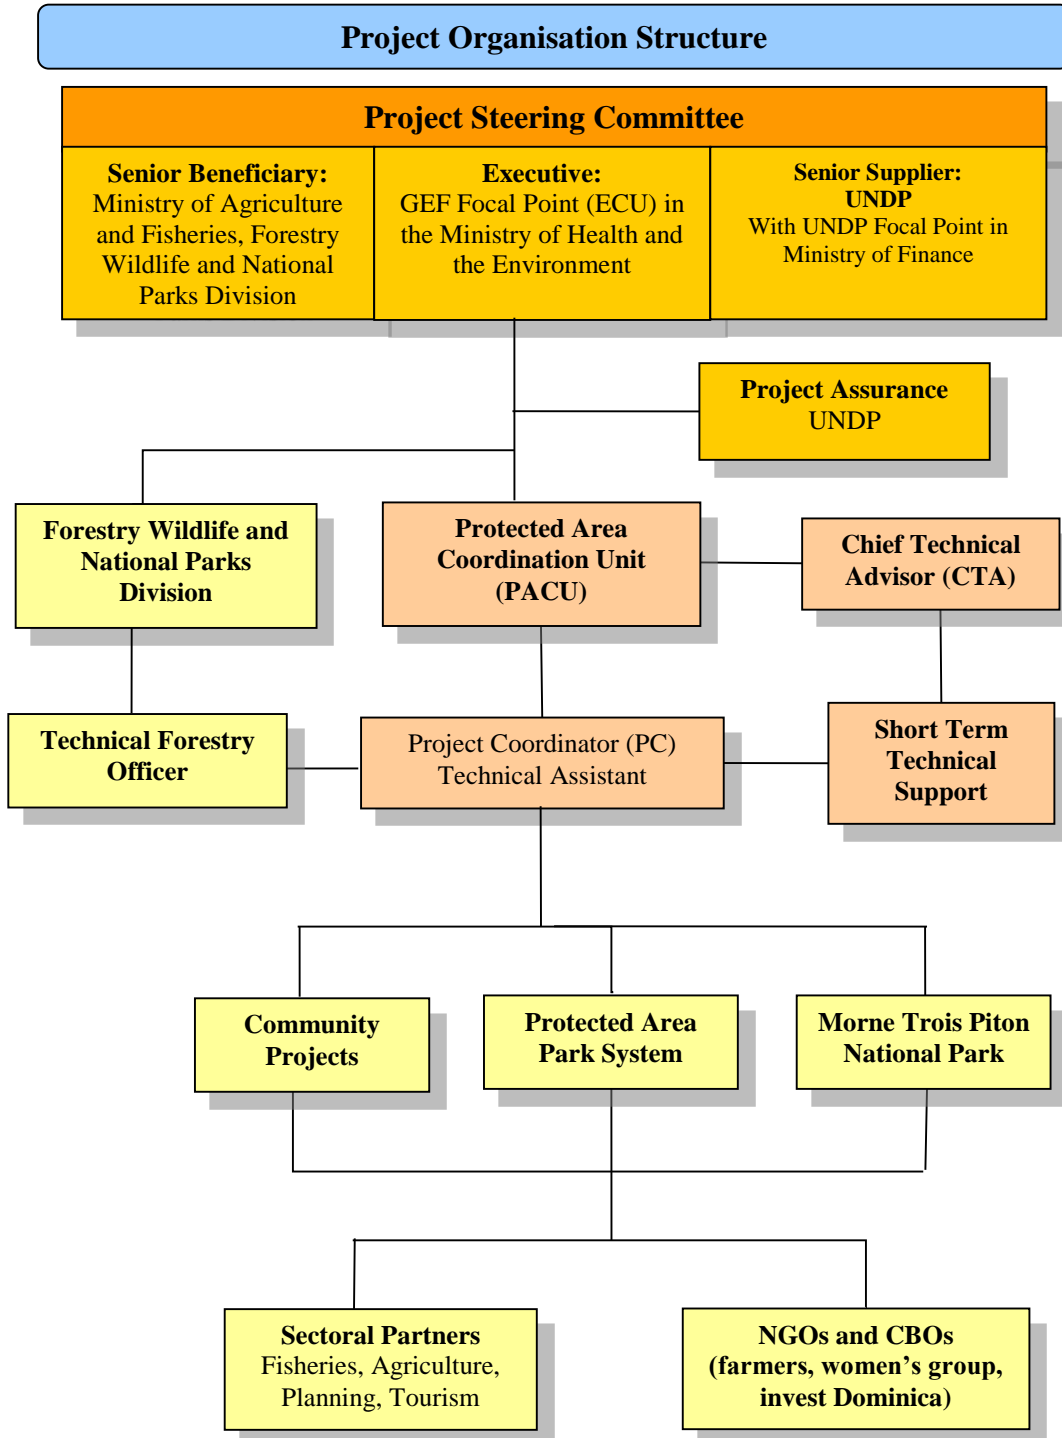 Project Organisation Structure
Project Steering Committee
Senior Beneficiary:
Ministry of Agriculture
and Fisheries, Forestry
Wildlife and National
Parks Division
Executive:
GEF Focal Point (ECU) in
the Ministry of Health and
the Environment
Senior Supplier:
UNDP
With UNDP Focal Point in
Ministry of Finance
Project Assurance
UNDP
Forestry Wildlife and
National Parks
Division
Protected Area
Coordination Unit
(PACU)
Chief Technical
Advisor (CTA)
Technical Forestry
Officer
Project Coordinator (PC)
Technical Assistant
Short Term
Technical
Support
Community
Projects
Protected Area
Park System
Morne Trois Piton
National Park
Sectoral Partners
Fisheries, Agriculture,
Planning, Tourism
NGOs and CBOs
(farmers, women’s group,
invest Dominica)